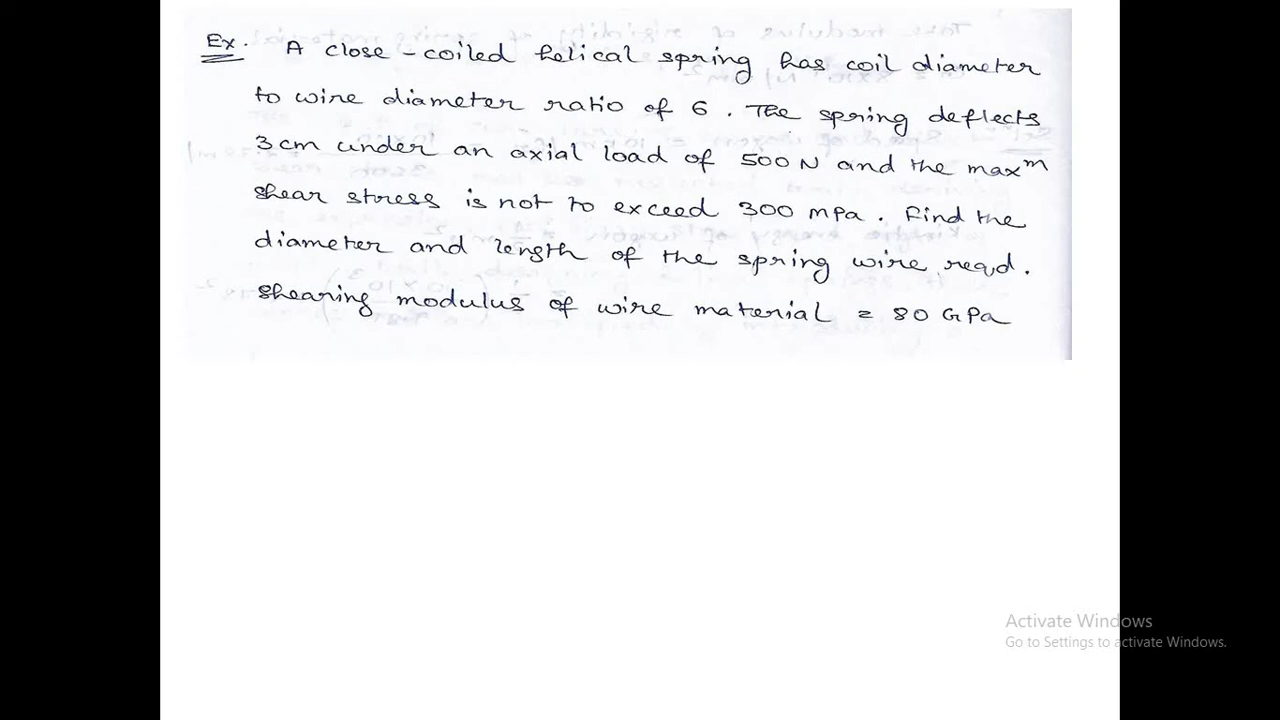 Ex. A close-coiled helical spring has coil diameter
to wire diameter ratio of 6. The spring deflects
3cm under an axial load of 500N and the maxm
shear stress is not to exceed 300 mPa. Find the
diameter and length of the spring wire reqd.
shearing modulus of wire material = 80 GPa
Activate Windows
Go to Settings to activate Windows.